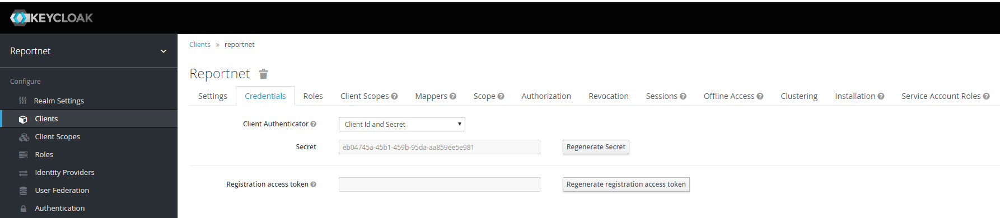 KEYCLOAK
Reportnet
Configure
Realm Settings
Clients
Client Scopes
Roles
Identity Providers
User Federation
Authentication
Clients » reportnet
Reportnet
Settings Credentials Roles Client Scopes ? Mappers ? Scope ? Authorization Revocation Sessions ? Offline Access ? Clustering Installation ? Service Account Roles ?
Client Authenticator ? Client Id and Secret
Secret eb04745a-45b1-459b-95da-aa859ee5e981 Regenerate Secret
Registration access token ? Regenerate registration access token